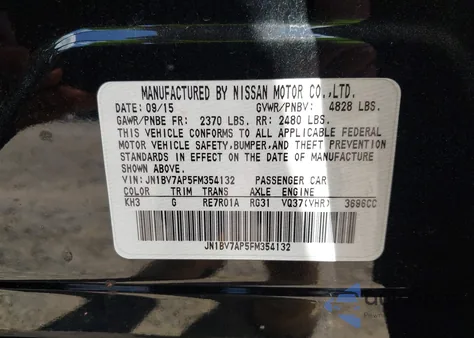 MANUFACTURED BY NISSAN MOTOR CO.,LTD.
DATE: 09/15 GVWR/PNBV: 4828 LBS.
GAWR/PNBE FR: 2370 LBS. RR: 2480 LBS.
THIS VEHICLE CONFORMS TO ALL APPLICABLE FEDERAL
MOTOR VEHICLE SAFETY,BUMPER,AND THEFT PREVENTION
STANDARDS IN EFFECT ON THE DATE OF MANUFACTURE
SHOWN ABOVE.
VIN: JN1BV7AP5FM354132 PASSENGER CAR
COLOR TRIM TRANS AXLE ENGINE
KH3 G RE7R01A RG31 VQ37(VHR) 3696CC
JN1BV7AP5FM354132